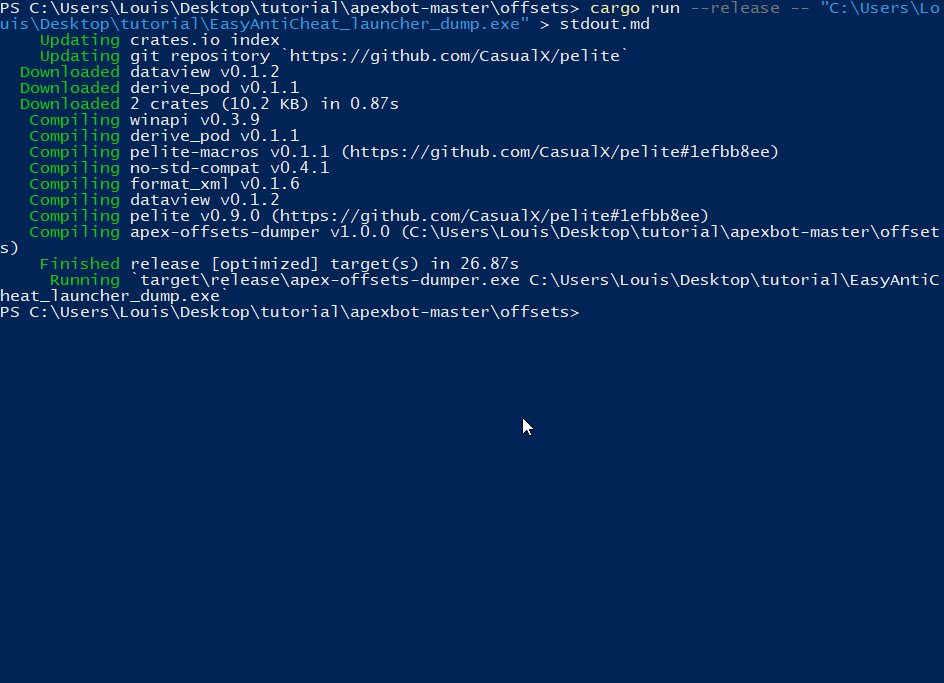 PS C:\Users\Louis\Desktop\tutorial\apexbot-master\offsets> cargo run --release -- "C:\Users\Lo
uis\Desktop\tutorial\EasyAntiCheat_launcher_dump.exe" > stdout.md
    Updating crates.io index
    Updating git repository `https://github.com/CasualX/pelite`
  Downloaded dataview v0.1.2
  Downloaded derive_pod v0.1.1
  Downloaded 2 crates (10.2 KB) in 0.87s
   Compiling winapi v0.3.9
   Compiling derive_pod v0.1.1
   Compiling pelite-macros v0.1.1 (https://github.com/CasualX/pelite#1efbb8ee)
   Compiling no-std-compat v0.4.1
   Compiling format_xml v0.1.6
   Compiling dataview v0.1.2
   Compiling pelite v0.9.0 (https://github.com/CasualX/pelite#1efbb8ee)
   Compiling apex-offsets-dumper v1.0.0 (C:\Users\Louis\Desktop\tutorial\apexbot-master\offset
s)
    Finished release [optimized] target(s) in 26.87s
     Running `target\release\apex-offsets-dumper.exe C:\Users\Louis\Desktop\tutorial\EasyAntiC
heat_launcher_dump.exe`
PS C:\Users\Louis\Desktop\tutorial\apexbot-master\offsets>